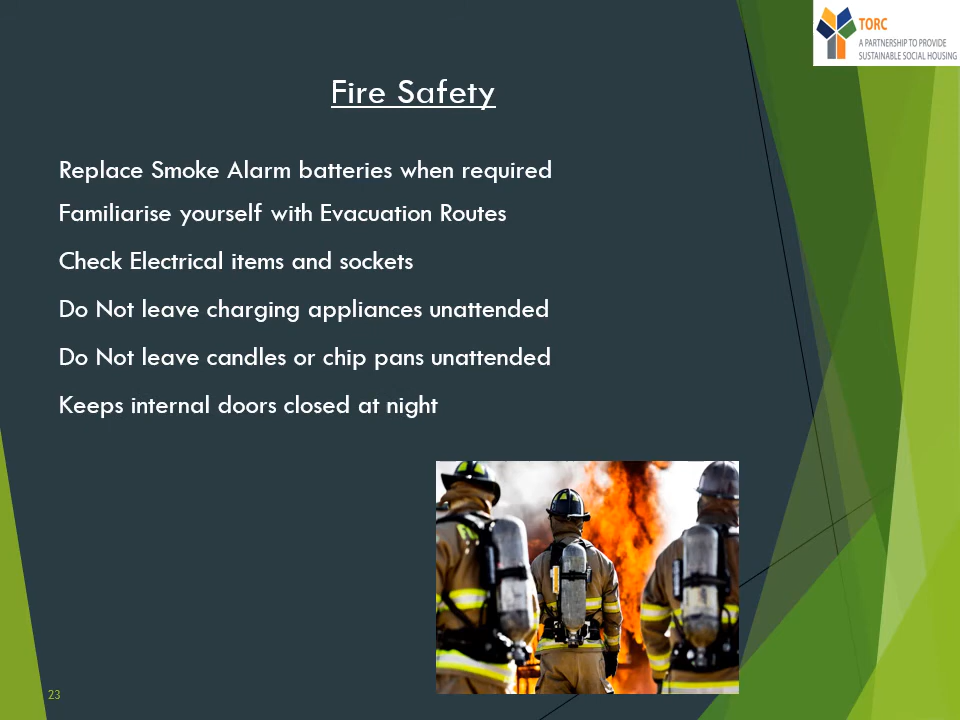 TORC
A PARTNERSHIP TO PROVIDE
SUSTAINABLE SOCIAL HOUSING
Fire Safety
Replace Smoke Alarm batteries when required
Familiarise yourself with Evacuation Routes
Check Electrical items and sockets
Do Not leave charging appliances unattended
Do Not leave candles or chip pans unattended
Keeps internal doors closed at night
23